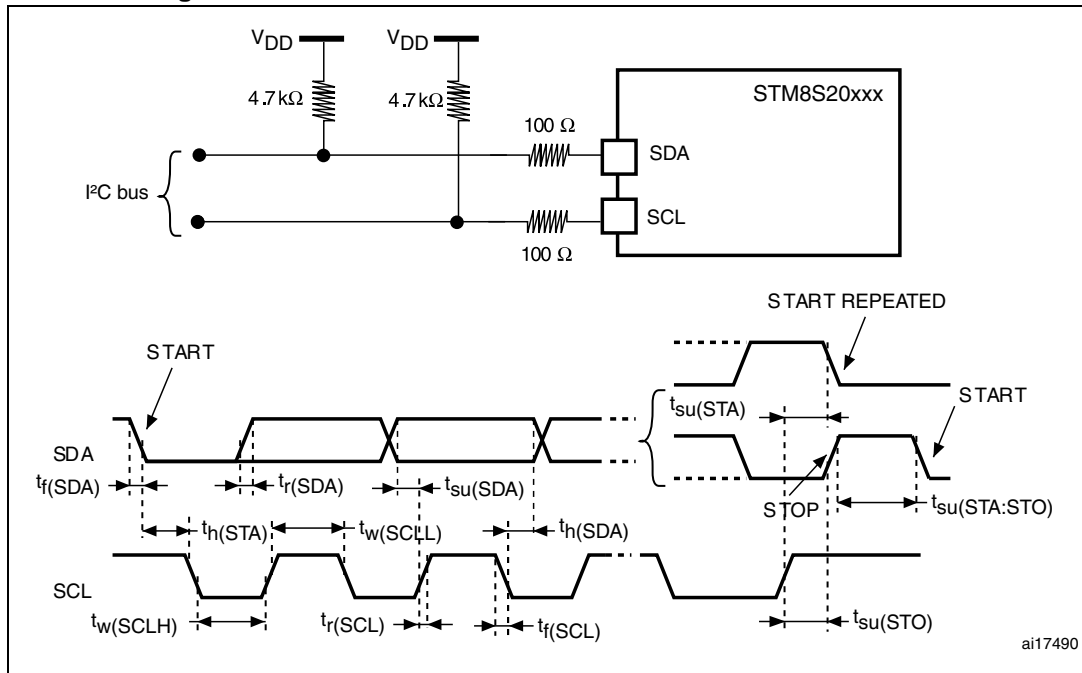 VDD VDD
4.7kΩ 4.7kΩ
STM8S20xxx
100 Ω
SDA
I²C bus
SCL
100 Ω
START REPEATED
START
START
tsu(STA)
SDA
tf(SDA) tr(SDA) tsu(SDA)
STOP
tsu(STA:STO)
th(STA) tw(SCLL) th(SDA)
SCL
tw(SCLH) tr(SCL) tf(SCL) tsu(STO)
ai17490